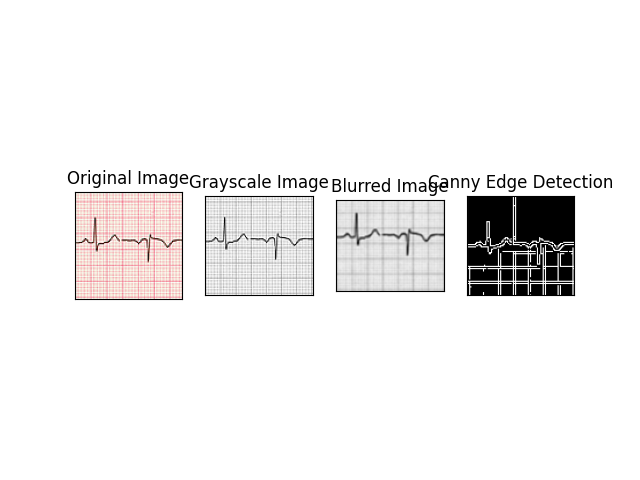 Original Image
Grayscale Image
Blurred Image
Canny Edge Detection